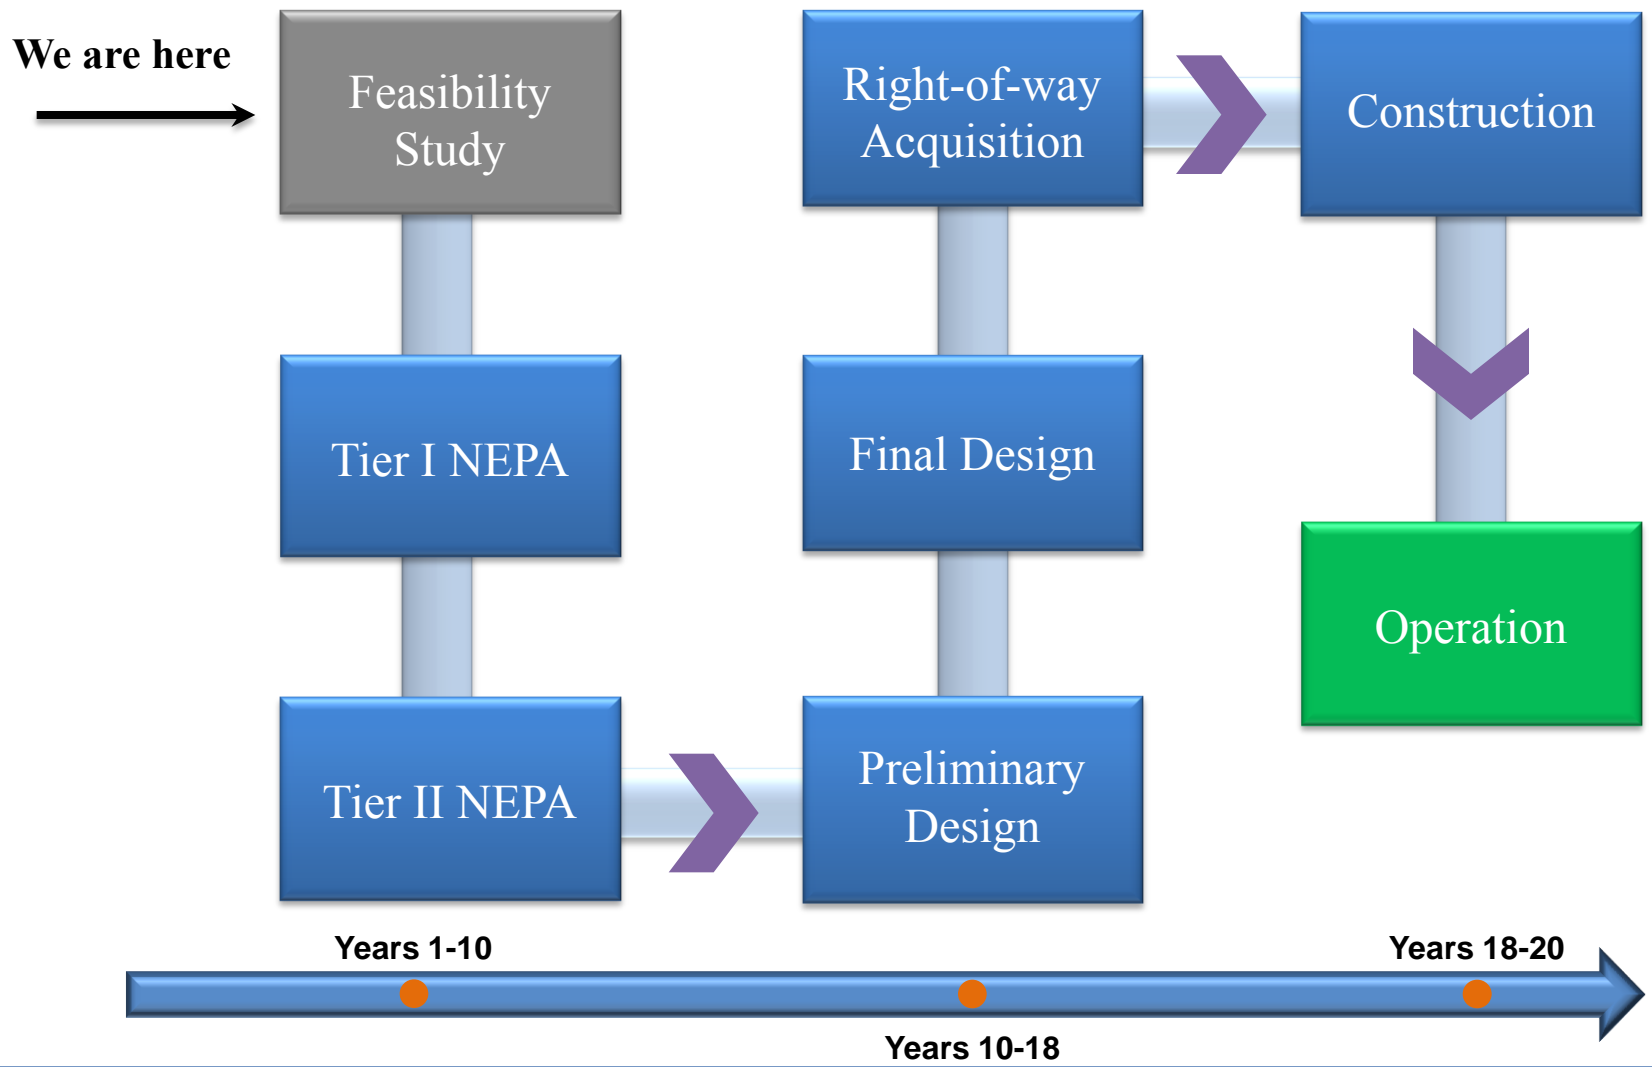 We are here
Feasibility
Study
Tier I NEPA
Tier II NEPA
Preliminary
Design
Final Design
Right-of-way
Acquisition
Construction
Operation
Years 1-10
Years 10-18
Years 18-20